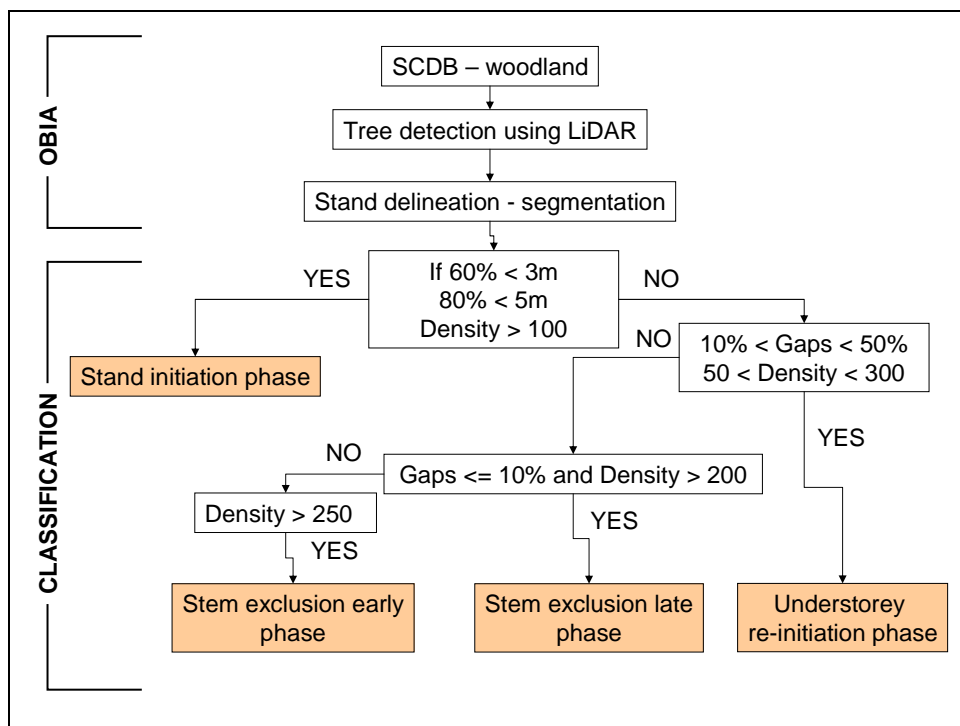 OBIA
SCDB – woodland
Tree detection using LiDAR
Stand delineation - segmentation
CLASSIFICATION
YES
If 60% < 3m
80% < 5m
Density > 100
NO
Stand initiation phase
NO
10% < Gaps < 50%
50 < Density < 300
YES
NO
Gaps <= 10% and Density > 200
YES
Density > 250
YES
Stem exclusion early
phase
Stem exclusion late
phase
Understorey
re-initiation phase